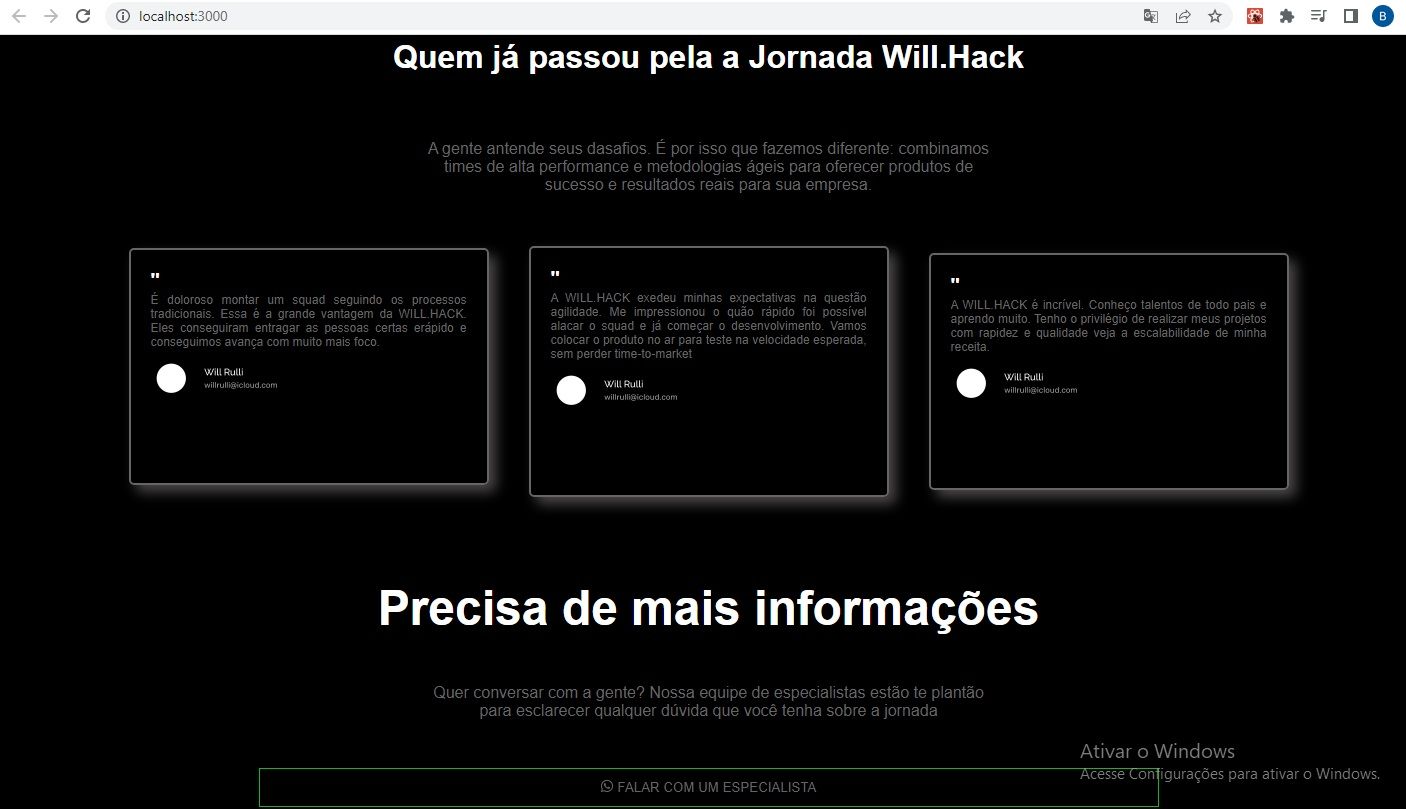 localhost:3000
B
Quem já passou pela a Jornada Will.Hack
A gente antende seus dasafios. É por isso que fazemos diferente: combinamos
times de alta performance e metodologias ágeis para oferecer produtos de
sucesso e resultados reais para sua empresa.
"
É doloroso montar um squad seguindo os processos
tradicionais. Essa é a grande vantagem da WILL.HACK.
Eles conseguiram entragar as pessoas certas erápido e
conseguimos avança com muito mais foco.
Will Rulli
willrulli@icloud.com
"
A WILL.HACK exedeu minhas expectativas na questão
agilidade. Me impressionou o quão rápido foi possível
alacar o squad e já começar o desenvolvimento. Vamos
colocar o produto no ar para teste na velocidade esperada,
sem perder time-to-market
Will Rulli
willrulli@icloud.com
"
A WILL.HACK é incrível. Conheço talentos de todo pais e
aprendo muito. Tenho o privilégio de realizar meus projetos
com rapidez e qualidade veja a escalabilidade de minha
receita.
Will Rulli
willrulli@icloud.com
Precisa de mais informações
Quer conversar com a gente? Nossa equipe de especialistas estão te plantão
para esclarecer qualquer dúvida que você tenha sobre a jornada
FALAR COM UM ESPECIALISTA
Ativar o Windows
Acesse Configurações para ativar o Windows.